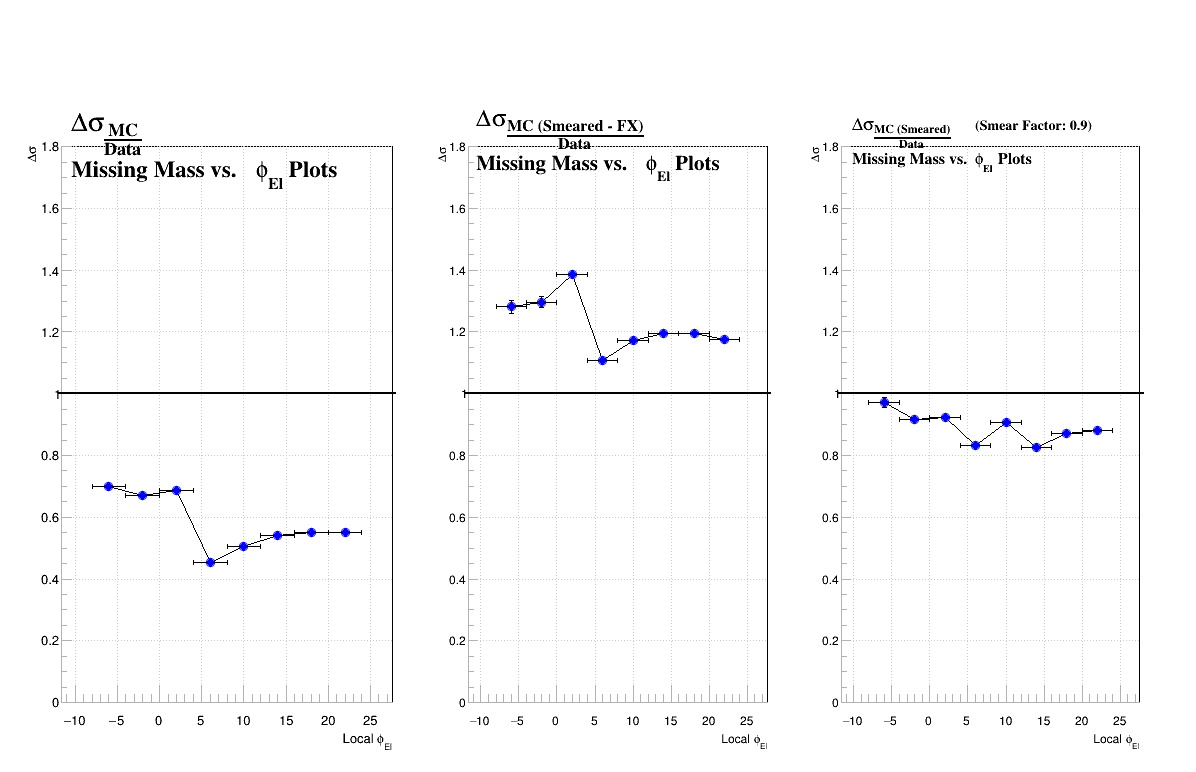 Δσ MC
Data
Missing Mass vs. φEl Plots
Δσ
1.8
1.6
1.4
1.2
1
0.8
0.6
0.4
0.2
0
−10 −5 0 5 10 15 20 25
Local φEl
Δσ MC (Smeared - FX)
Data
Missing Mass vs. φEl Plots
Δσ
1.8
1.6
1.4
1.2
1
0.8
0.6
0.4
0.2
0
−10 −5 0 5 10 15 20 25
Local φEl
Δσ MC (Smeared) (Smear Factor: 0.9)
Data
Missing Mass vs. φEl Plots
Δσ
1.8
1.6
1.4
1.2
1
0.8
0.6
0.4
0.2
0
−10 −5 0 5 10 15 20 25
Local φEl